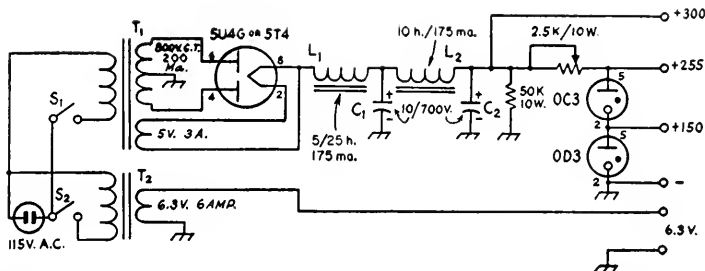 T1
800V. C.T.
200
Ma.
5U4G OR 5T4
6
4
8
2
5V. 3A.
S1
S2
115V. A.C.
T2
6.3V. 6AMP.
L1
5/25 h.
175 ma.
10 h./175 ma.
L2
+
-
C1
10/700V.
+
-
C2
50K
10W.
2.5K/10W.
5
OC3
2
5
OD3
2
+300
+255
+150
-
6.3V.